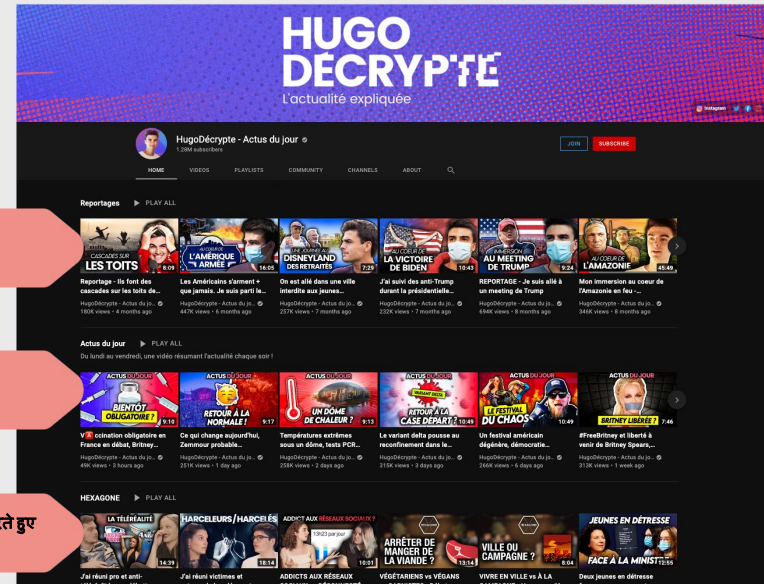 HUGO
DÉCRYPTE
L'actualité expliquée
Instagram
HugoDécrypte - Actus du jour
1.28M subscribers
JOIN
SUBSCRIBE
HOME
VIDEOS
PLAYLISTS
COMMUNITY
CHANNELS
ABOUT
Reportages
PLAY ALL
CASCADES SUR
LES TOITS
8:09
AU CŒUR DE
L'AMÉRIQUE
ARMÉE
16:05
UNE JOURNÉE AU
DISNEYLAND
DES RETRAITÉS
7:29
AU CŒUR DE
LA VICTOIRE
DE BIDEN
10:43
IMMERSION
AU MEETING
DE TRUMP
9:24
AU CŒUR DE
L'AMAZONIE
45:49
Reportage - Ils font des
cascades sur les toits de...
HugoDécrypte - Actus du jo...
180K views • 4 months ago
Les Américains s'arment +
que jamais. Je suis parti le...
HugoDécrypte - Actus du jo...
447K views • 6 months ago
On est allé dans une ville
interdite aux jeunes...
HugoDécrypte - Actus du jo...
257K views • 7 months ago
J'ai suivi des anti-Trump
durant la présidentielle...
HugoDécrypte - Actus du jo...
232K views • 7 months ago
REPORTAGE - Je suis allé à
un meeting de Trump
HugoDécrypte - Actus du jo...
694K views • 8 months ago
Mon immersion au coeur de
l'Amazonie en feu -...
HugoDécrypte - Actus du jo...
346K views • 8 months ago
Actus du jour
PLAY ALL
Du lundi au vendredi, une vidéo résumant l'actualité chaque soir !
ACTUS DU JOUR
BIENTÔT
OBLIGATOIRE ?
9:10
ACTUS DU JOUR
RETOUR À LA
NORMALE !
9:17
ACTUS DU JOUR
UN DÔME
DE CHALEUR ?
9:13
ACTUS DU JOUR
VARIANT DELTA
RETOUR À LA
CASE DÉPART ?
10:49
ACTUS DU JOUR
LE FESTIVAL
DU CHAOS
10:49
ACTUS DU JOUR
BRITNEY LIBÉRÉE ?
7:46
V🅰ccination obligatoire en
France en débat, Britney...
HugoDécrypte - Actus du jo...
49K views • 3 hours ago
Ce qui change aujourd'hui,
Zemmour probable...
HugoDécrypte - Actus du jo...
251K views • 1 day ago
Températures extrêmes
sous un dôme, tests PCR...
HugoDécrypte - Actus du jo...
258K views • 2 days ago
Le variant delta pousse au
reconfinement dans le...
HugoDécrypte - Actus du jo...
315K views • 3 days ago
Un festival américain
dégénère, démocratie...
HugoDécrypte - Actus du jo...
266K views • 6 days ago
#FreeBritney et liberté à
venir de Britney Spears,...
HugoDécrypte - Actus du jo...
313K views • 1 week ago
HEXAGONE
PLAY ALL
हुए
LA TÉLÉRÉALITÉ
14:39
HARCELEURS / HARCELÉS
18:14
ADDICT AUX RÉSEAUX SOCIAUX ?
13h23 par jour
10:01
ARRÊTER DE
MANGER DE
LA VIANDE ?
13:14
VILLE OU
CAMPAGNE ?
8:04
JEUNES EN DÉTRESSE
FACE À LA MINISTRE
12:55
J'ai réuni pro et anti-
J'ai réuni victimes et
ADDICTS AUX RÉSEAUX
VÉGÉTARIENS vs VÉGANS
VIVRE EN VILLE vs À LA
Deux jeunes en détresse